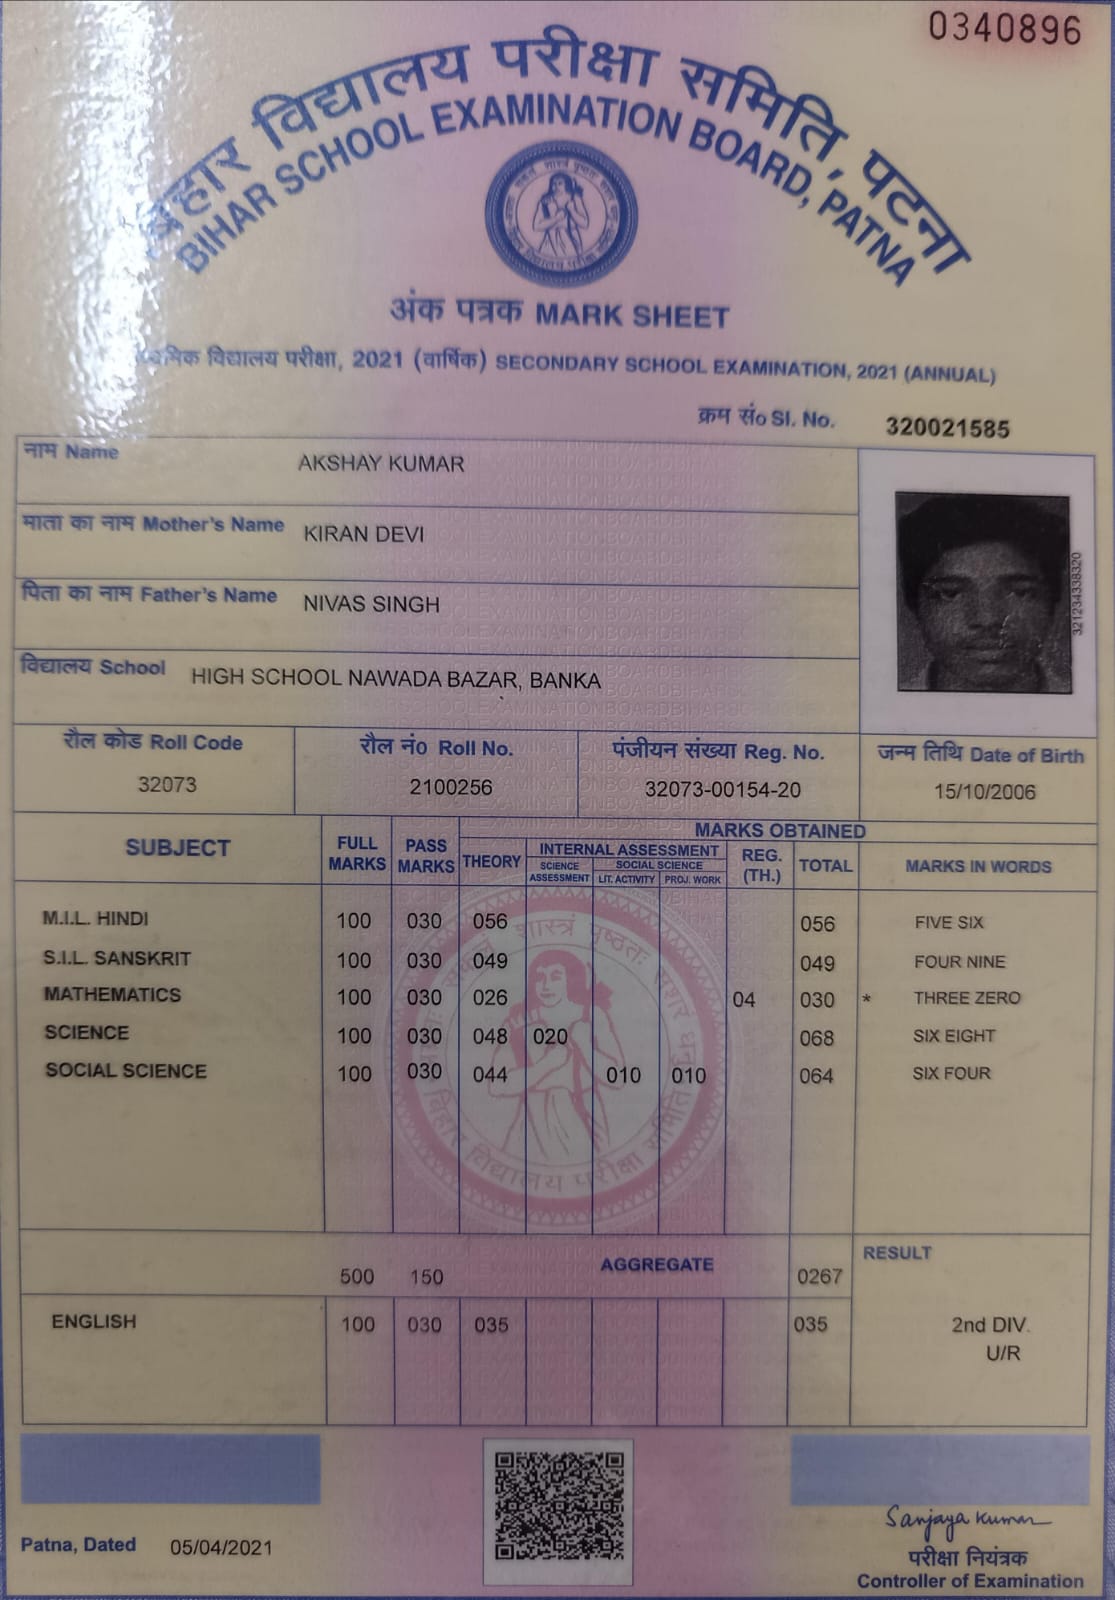 0340896
बिहार विद्यालय परीक्षा समिति, पटना
BIHAR SCHOOL EXAMINATION BOARD, PATNA
अंक पत्रक MARK SHEET
विद्यालय परीक्षा, 2021 (वार्षिक) SECONDARY SCHOOL EXAMINATION, 2021 (ANNUAL)
क्रम सं० Sl. No. 320021585
नाम Name AKSHAY KUMAR
माता का नाम Mother's Name KIRAN DEVI
पिता का नाम Father's Name NIVAS SINGH
321234338320
विद्यालय School HIGH SCHOOL NAWADA BAZAR, BANKA
रौल कोड Roll Code रौल नं० Roll No. पंजीयन संख्या Reg. No. जन्म तिथि Date of Birth
32073 2100256 32073-00154-20 15/10/2006
SUBJECT FULL MARKS PASS MARKS THEORY MARKS OBTAINED
INTERNAL ASSESSMENT REG. (TH.) TOTAL MARKS IN WORDS
SCIENCE ASSESSMENT SOCIAL SCIENCE
LIT. ACTIVITY PROJ. WORK
M.I.L. HINDI 100 030 056 056 FIVE SIX
S.I.L. SANSKRIT 100 030 049 049 FOUR NINE
MATHEMATICS 100 030 026 04 030 * THREE ZERO
SCIENCE 100 030 048 020 068 SIX EIGHT
SOCIAL SCIENCE 100 030 044 010 010 064 SIX FOUR
500 150 AGGREGATE 0267 RESULT
ENGLISH 100 030 035 035 2nd DIV.
U/R
Patna, Dated 05/04/2021
Sanjaya Kumar
परीक्षा नियंत्रक
Controller of Examination